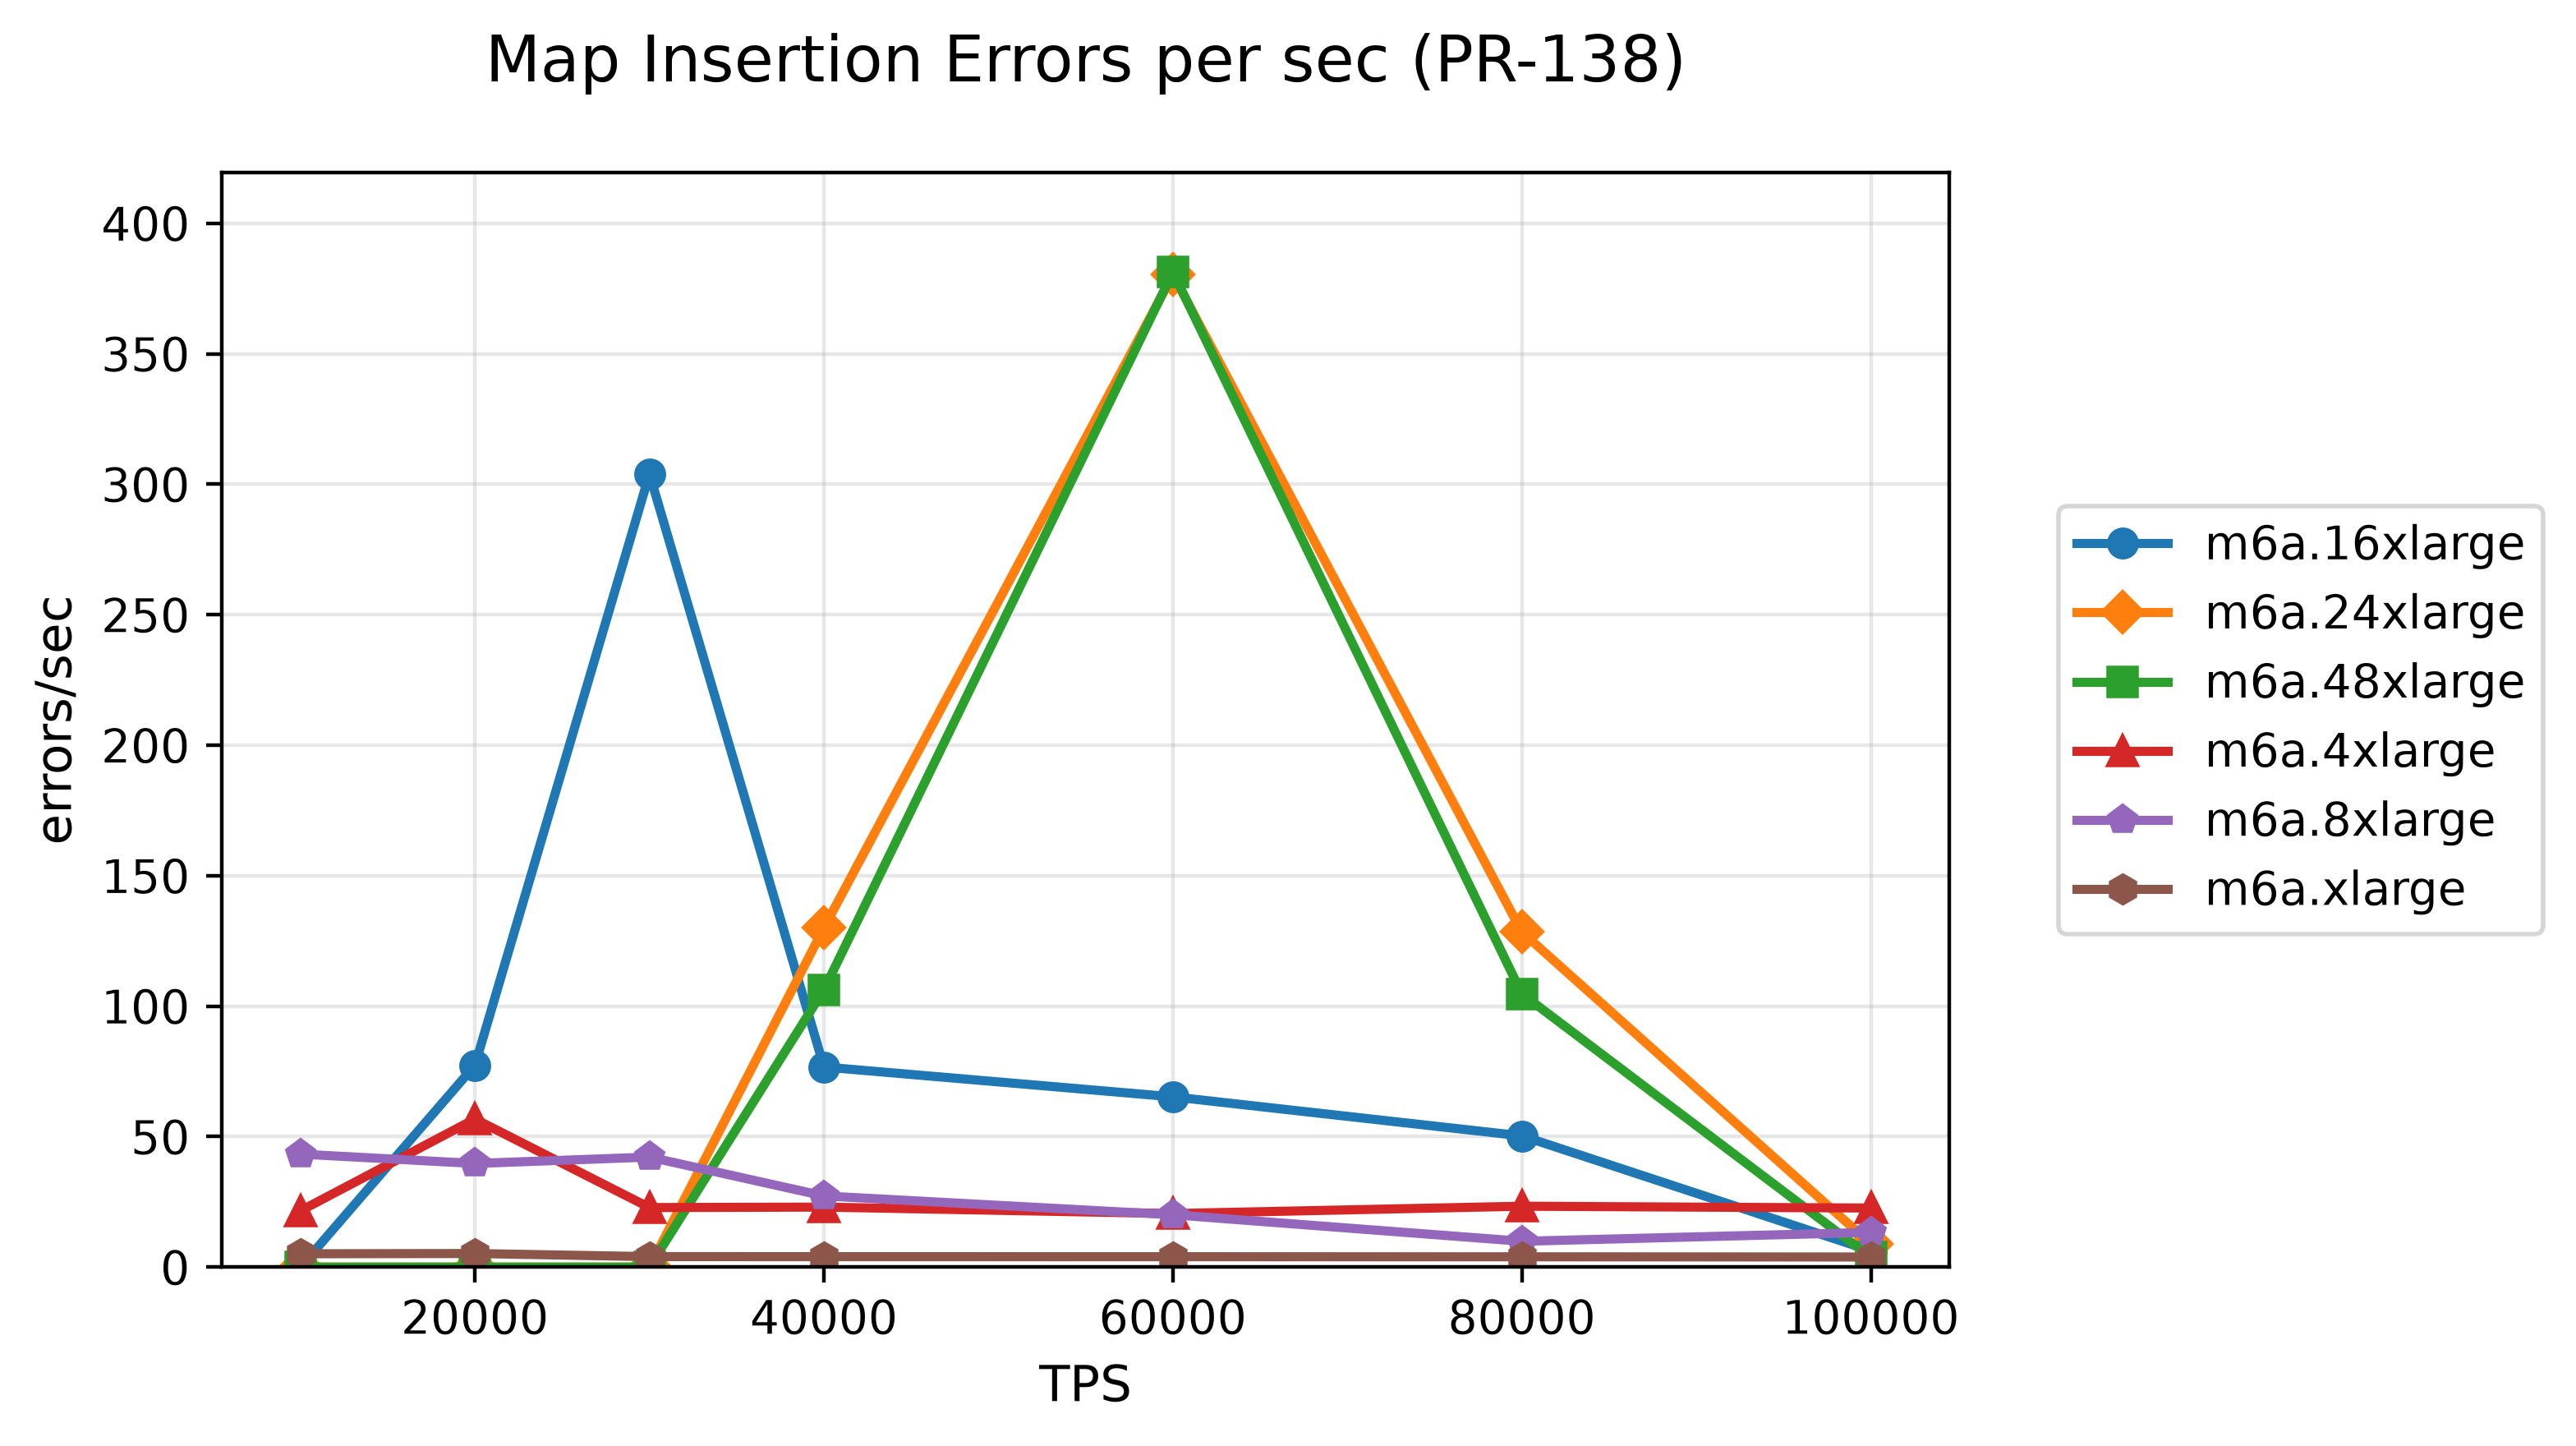 Map Insertion Errors per sec (PR-138)
400
350
300
250
200
150
100
50
0
errors/sec
20000 40000 60000 80000 100000
TPS
m6a.16xlarge
m6a.24xlarge
m6a.48xlarge
m6a.4xlarge
m6a.8xlarge
m6a.xlarge